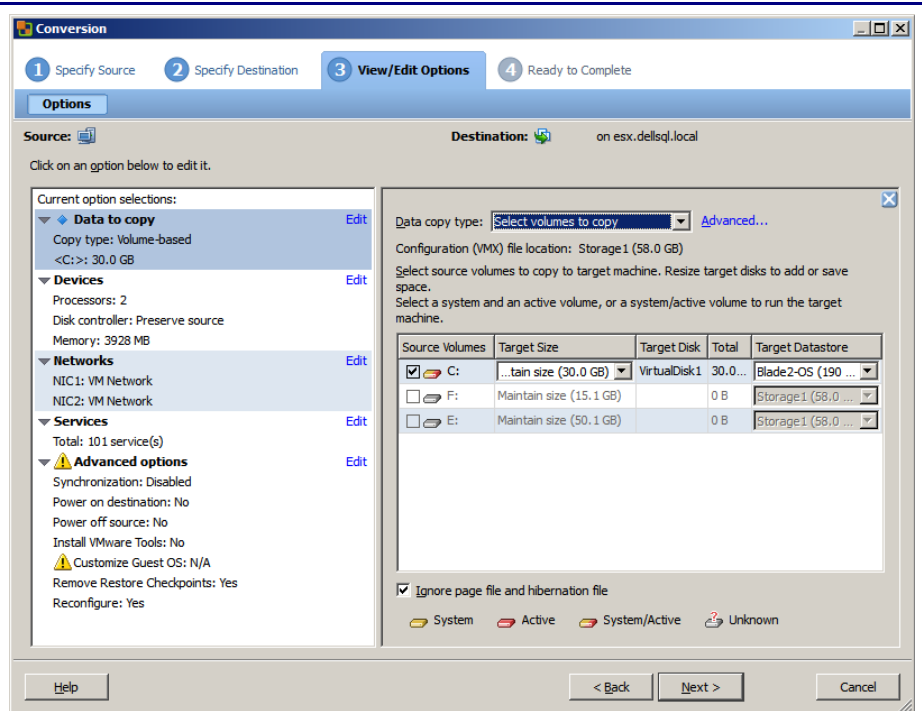 Conversion
1 Specify Source 2 Specify Destination 3 View/Edit Options 4 Ready to Complete
Options
Source: Destination: on esx.dellsql.local
Click on an option below to edit it.
Current option selections:
Data to copy Edit
Copy type: Volume-based
<C:>: 30.0 GB
Devices Edit
Processors: 2
Disk controller: Preserve source
Memory: 3928 MB
Networks Edit
NIC1: VM Network
NIC2: VM Network
Services Edit
Total: 101 service(s)
Advanced options Edit
Synchronization: Disabled
Power on destination: No
Power off source: No
Install VMware Tools: No
Customize Guest OS: N/A
Remove Restore Checkpoints: Yes
Reconfigure: Yes
Data copy type: Select volumes to copy Advanced...
Configuration (VMX) file location: Storage1 (58.0 GB)
Select source volumes to copy to target machine. Resize target disks to add or save
space.
Select a system and an active volume, or a system/active volume to run the target
machine.
Source Volumes Target Size Target Disk Total Target Datastore
C: ...tain size (30.0 GB) VirtualDisk1 30.0... Blade2-OS (190 ...
F: Maintain size (15.1 GB) 0 B Storage1 (58.0 ...
E: Maintain size (50.1 GB) 0 B Storage1 (58.0 ...
Ignore page file and hibernation file
System Active System/Active Unknown
Help < Back Next > Cancel